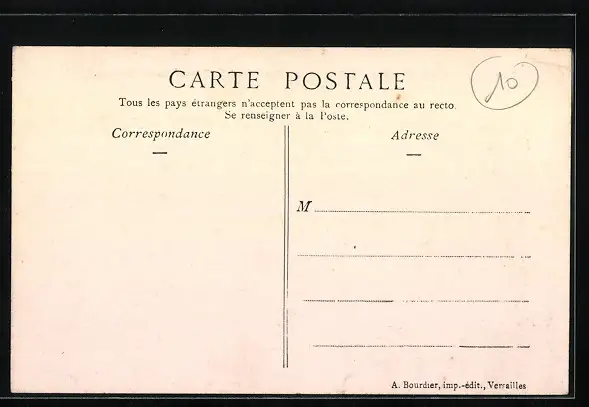 CARTE POSTALE
10
Tous les pays étrangers n'acceptent pas la correspondance au recto.
Se renseigner à la Poste.
Correspondance
Adresse
M
A. Bourdier, imp.-édit., Versailles